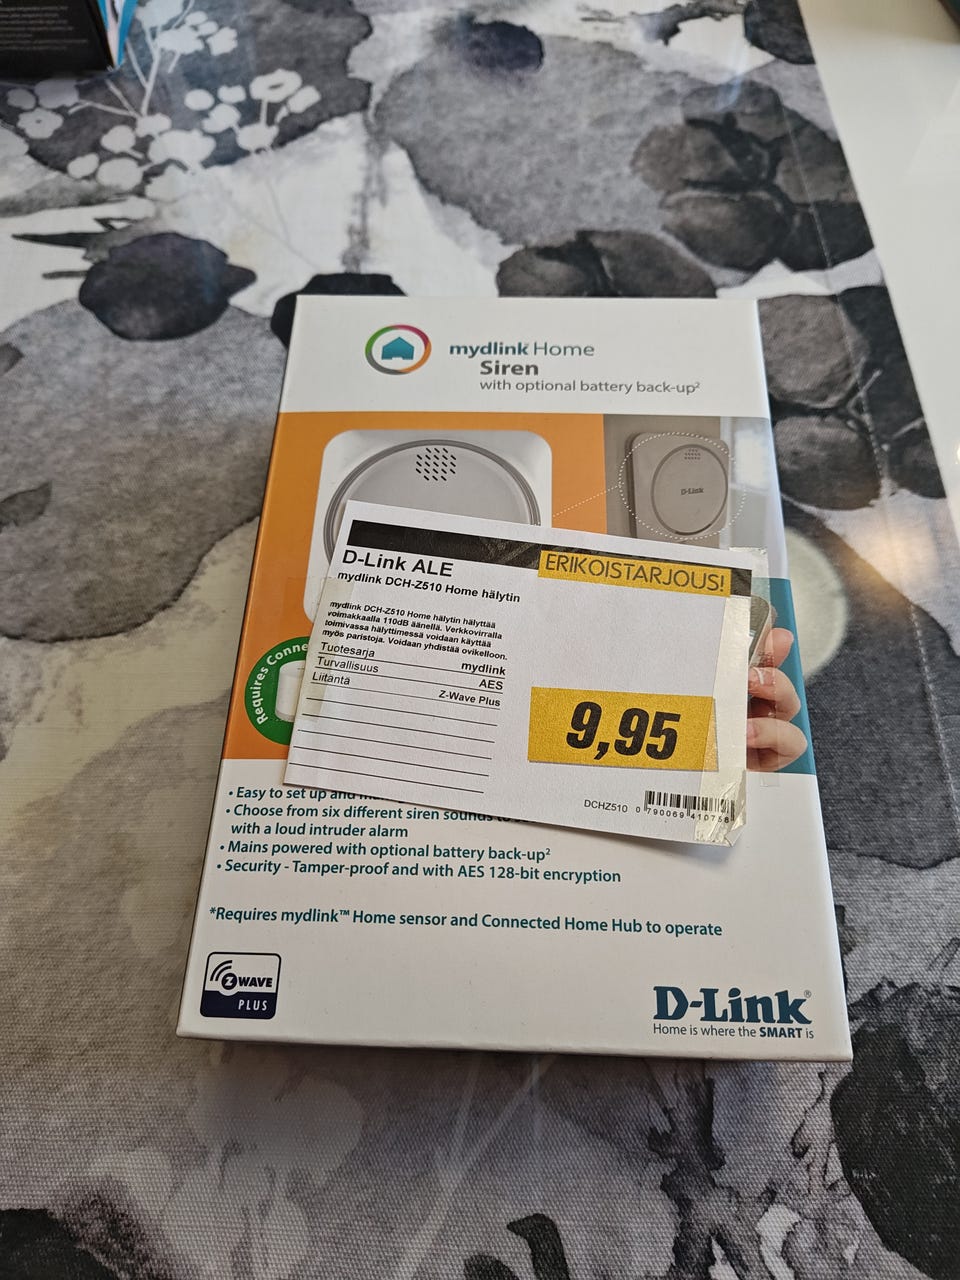 mydlink Home
Siren
with optional battery back-up²
D-Link
D-Link ALE
ERIKOISTARJOUS!
mydlink DCH-Z510 Home hälytin
mydlink DCH-Z510 Home hälytin hälyttää
voimakkaalla 110dB äänellä. Verkkovirralla
toimivassa hälyttimessä voidaan käyttää
myös paristoja. Voidaan yhdistää ovikelloon.
Tuotesarja mydlink
Turvallisuus AES
Liitäntä Z-Wave Plus
9,95
DCHZ510 0 790069 410758
Requires
• Easy to set up and
• Choose from six different siren sounds to
with a loud intruder alarm
• Mains powered with optional battery back-up²
• Security - Tamper-proof and with AES 128-bit encryption
*Requires mydlink™ Home sensor and Connected Home Hub to operate
Z WAVE
PLUS
D-Link®
Home is where the SMART is